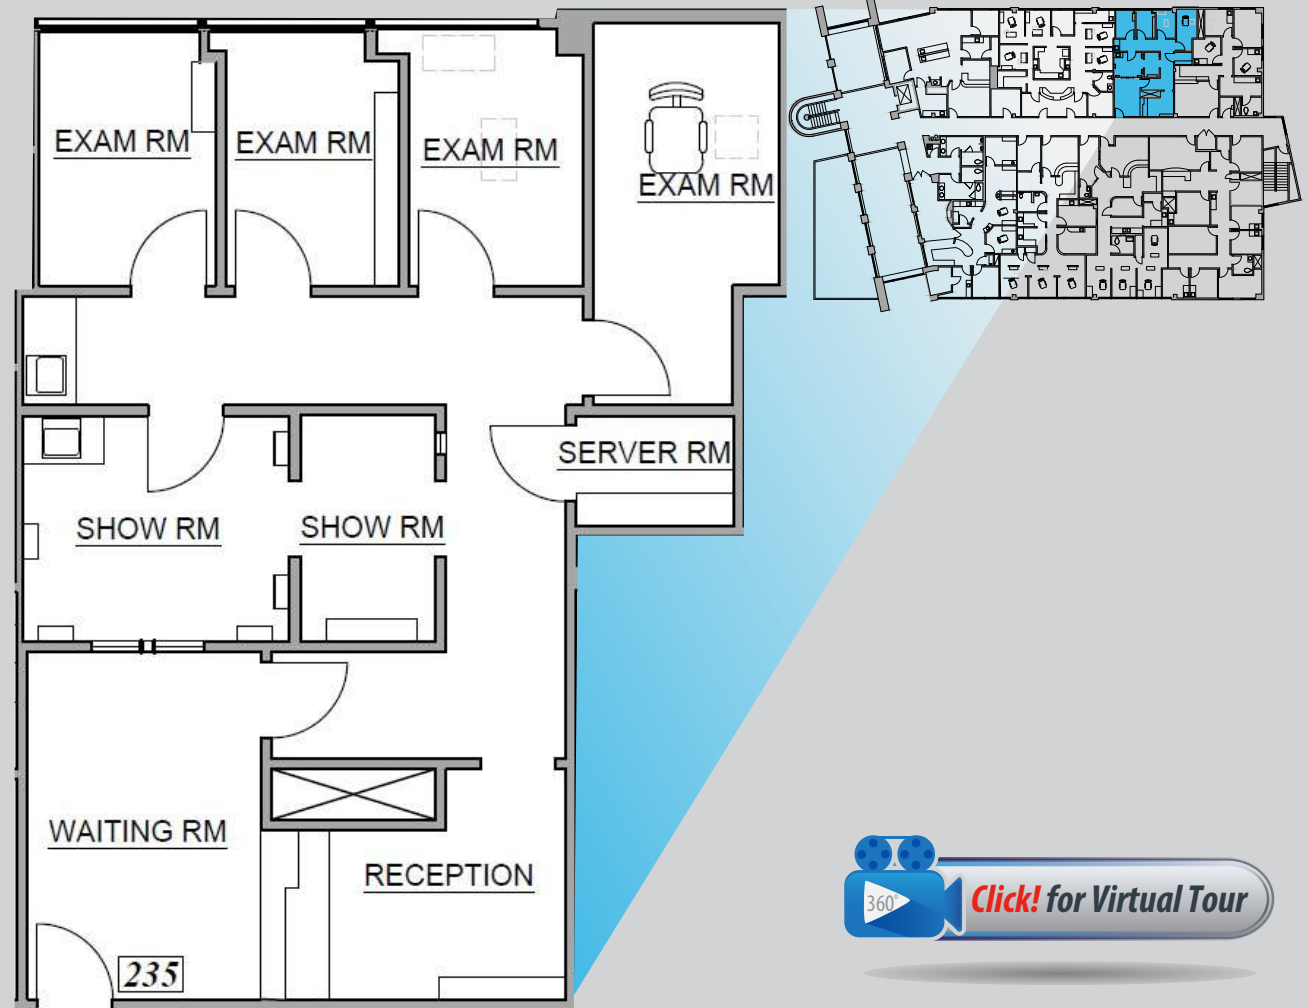 EXAM RM
EXAM RM
EXAM RM
EXAM RM
SERVER RM
SHOW RM
SHOW RM
WAITING RM
RECEPTION
235
360°
Click! for Virtual Tour